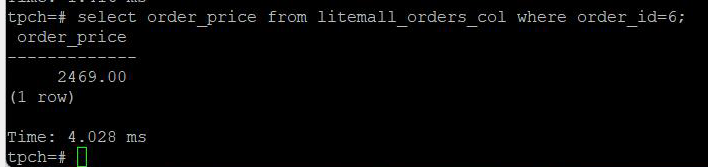 tpch=# select order_price from litemall_orders_col where order_id=6;
 order_price
-------------
     2469.00
(1 row)

Time: 4.028 ms
tpch=#